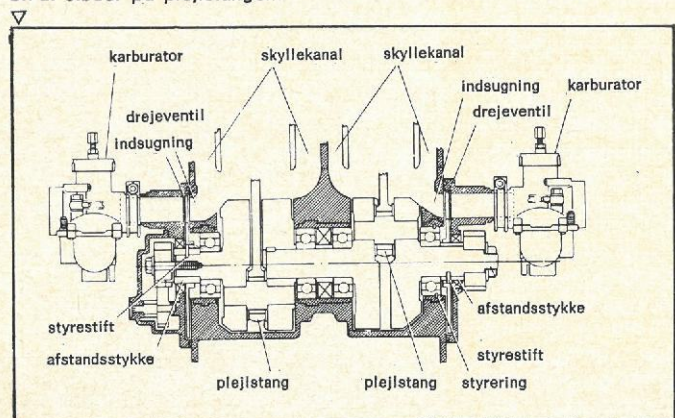 karburator
skyllekanal
skyllekanal
indsugning
karburator
drejeventil
drejeventil
indsugning
styrestift
afstandsstykke
afstandsstykke
styrestift
plejlstang
plejlstang
styrering